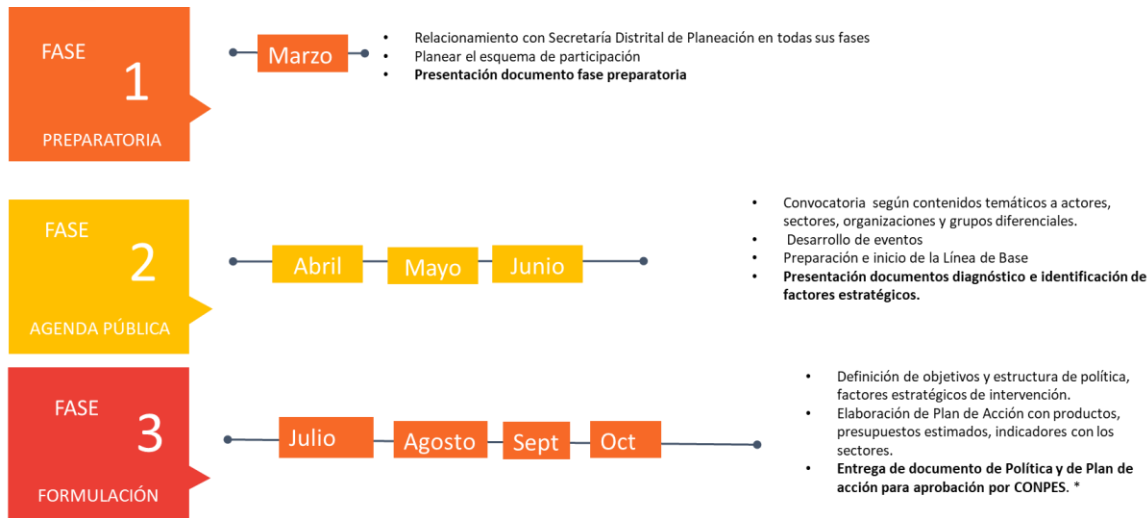 FASE
1
PREPARATORIA
Marzo
• Relacionamiento con Secretaría Distrital de Planeación en todas sus fases
• Planear el esquema de participación
• Presentación documento fase preparatoria
FASE
2
AGENDA PÚBLICA
Abril
Mayo
Junio
• Convocatoria según contenidos temáticos a actores,
sectores, organizaciones y grupos diferenciales.
• Desarrollo de eventos
• Preparación e inicio de la Línea de Base
• Presentación documentos diagnóstico e identificación de
factores estratégicos.
FASE
3
FORMULACIÓN
Julio
Agosto
Sept
Oct
• Definición de objetivos y estructura de política,
factores estratégicos de intervención.
• Elaboración de Plan de Acción con productos,
presupuestos estimados, indicadores con los
sectores.
• Entrega de documento de Política y de Plan de
acción para aprobación por CONPES. *